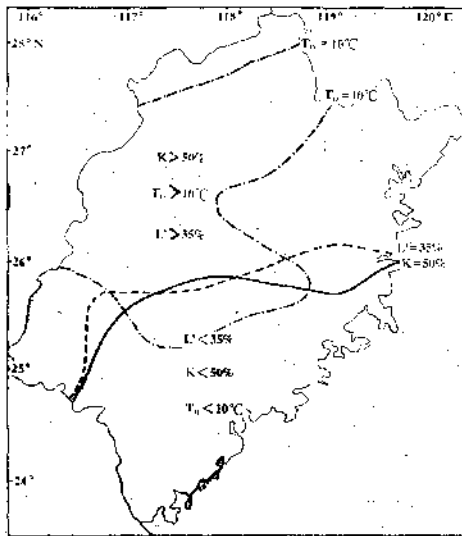 116° 117° 118° 119° 120° E
28° N
T₀ = 10℃
T₀ = 10℃
27°
K > 50%
T₀ > 10℃
L' > 35%
26°
L' = 35%
K = 50%
L' < 35%
25°
K < 50%
T₀ < 10℃
24°